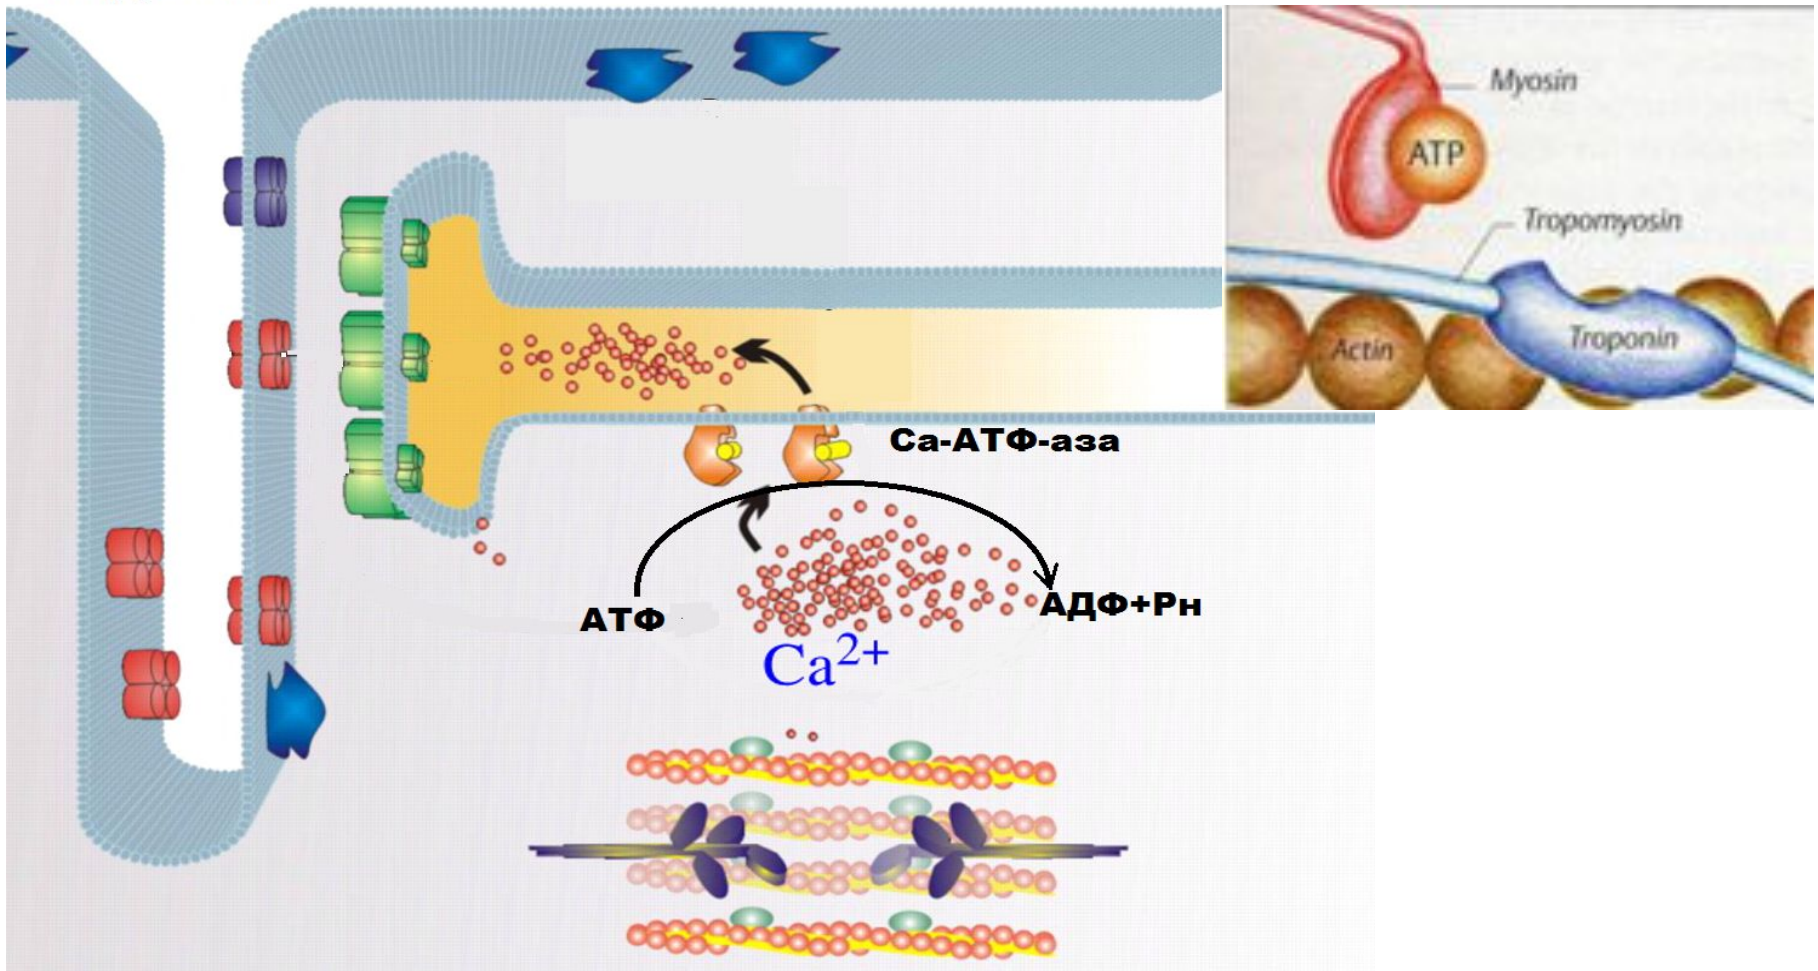 Myosin
ATP
Tropomyosin
Actin
Troponin
Са-АТФ-аза
АТФ
АДФ+Рн
Ca2+